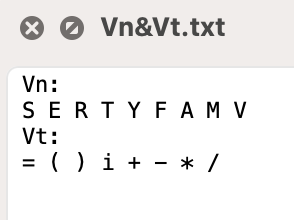 Vn&Vt.txt
Vn:
S E R T Y F A M V
Vt:
= ( ) i + - * /